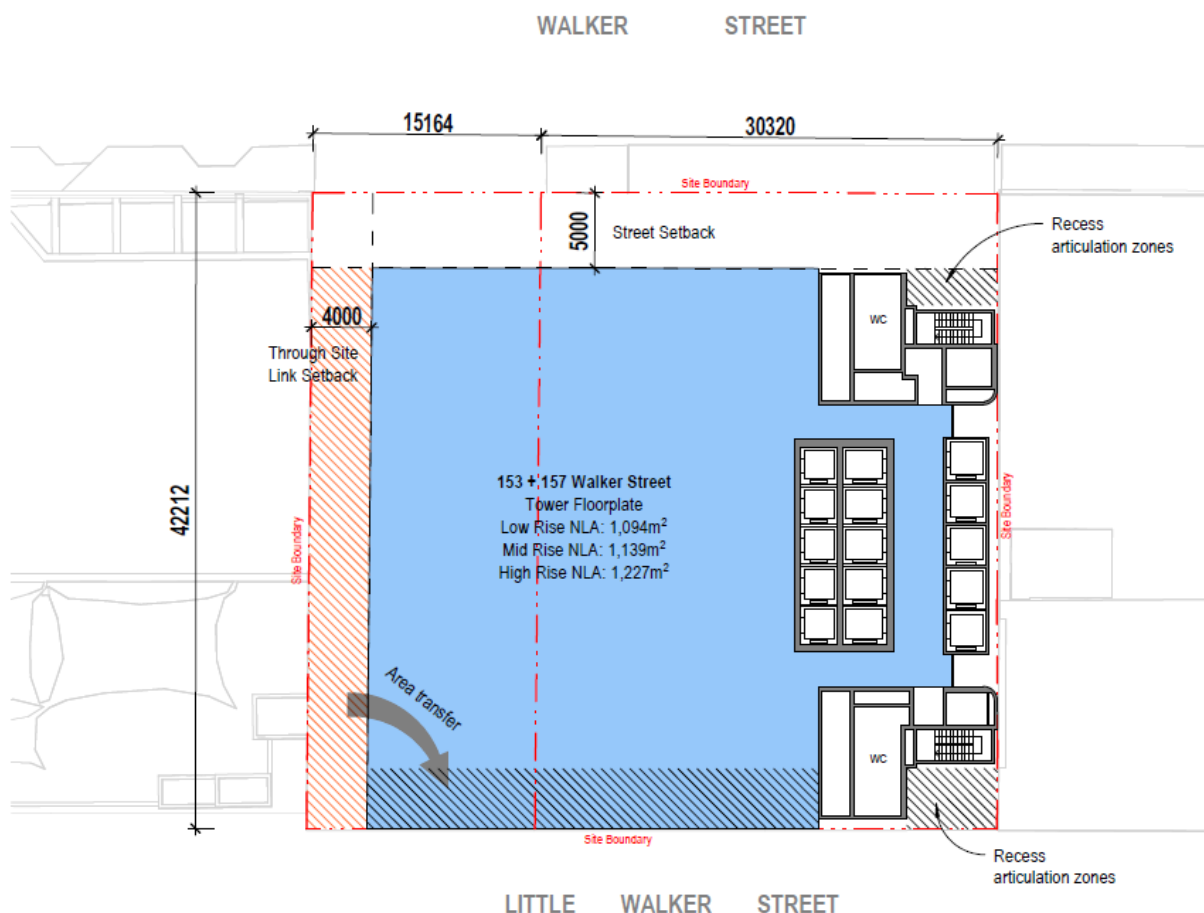 WALKER STREET
15164
30320
Site Boundary
5000
Street Setback
Recess
articulation zones
WC
4000
Through Site
Link Setback
42212
153 + 157 Walker Street
Tower Floorplate
Low Rise NLA: 1,094m²
Mid Rise NLA: 1,139m²
High Rise NLA: 1,227m²
Site Boundary
Site Boundary
Area transfer
WC
Site Boundary
Recess
articulation zones
LITTLE WALKER STREET